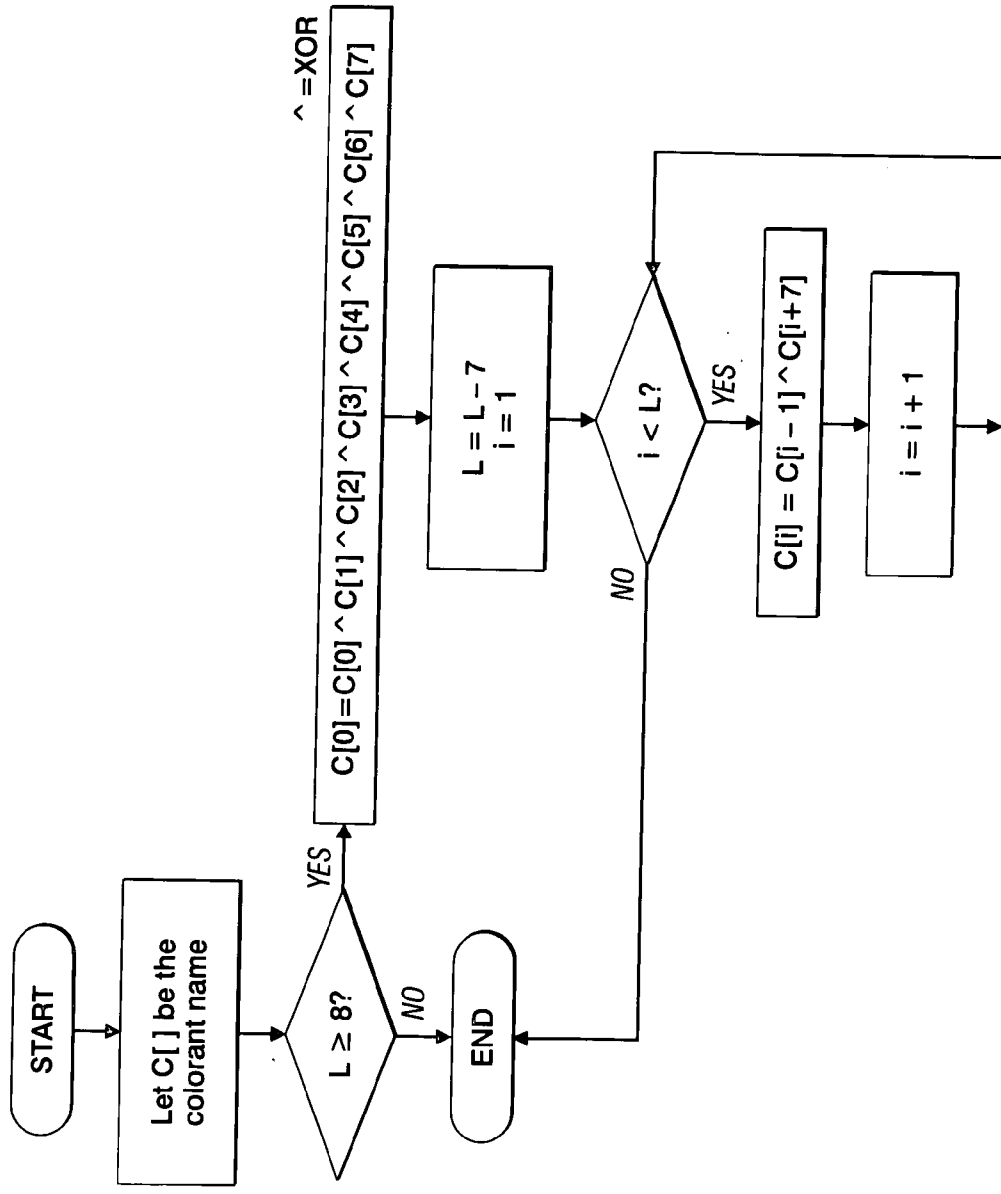 START
Let C[ ] be the
colorant name
L ≥ 8?
YES
NO
END
^ =XOR
C[0]=C[0] ^ C[1] ^ C[2] ^ C[3] ^ C[4] ^ C[5] ^ C[6] ^ C[7]
L = L − 7
i = 1
i < L?
NO
YES
C[i] = C[i − 1] ^ C[i+7]
i = i + 1